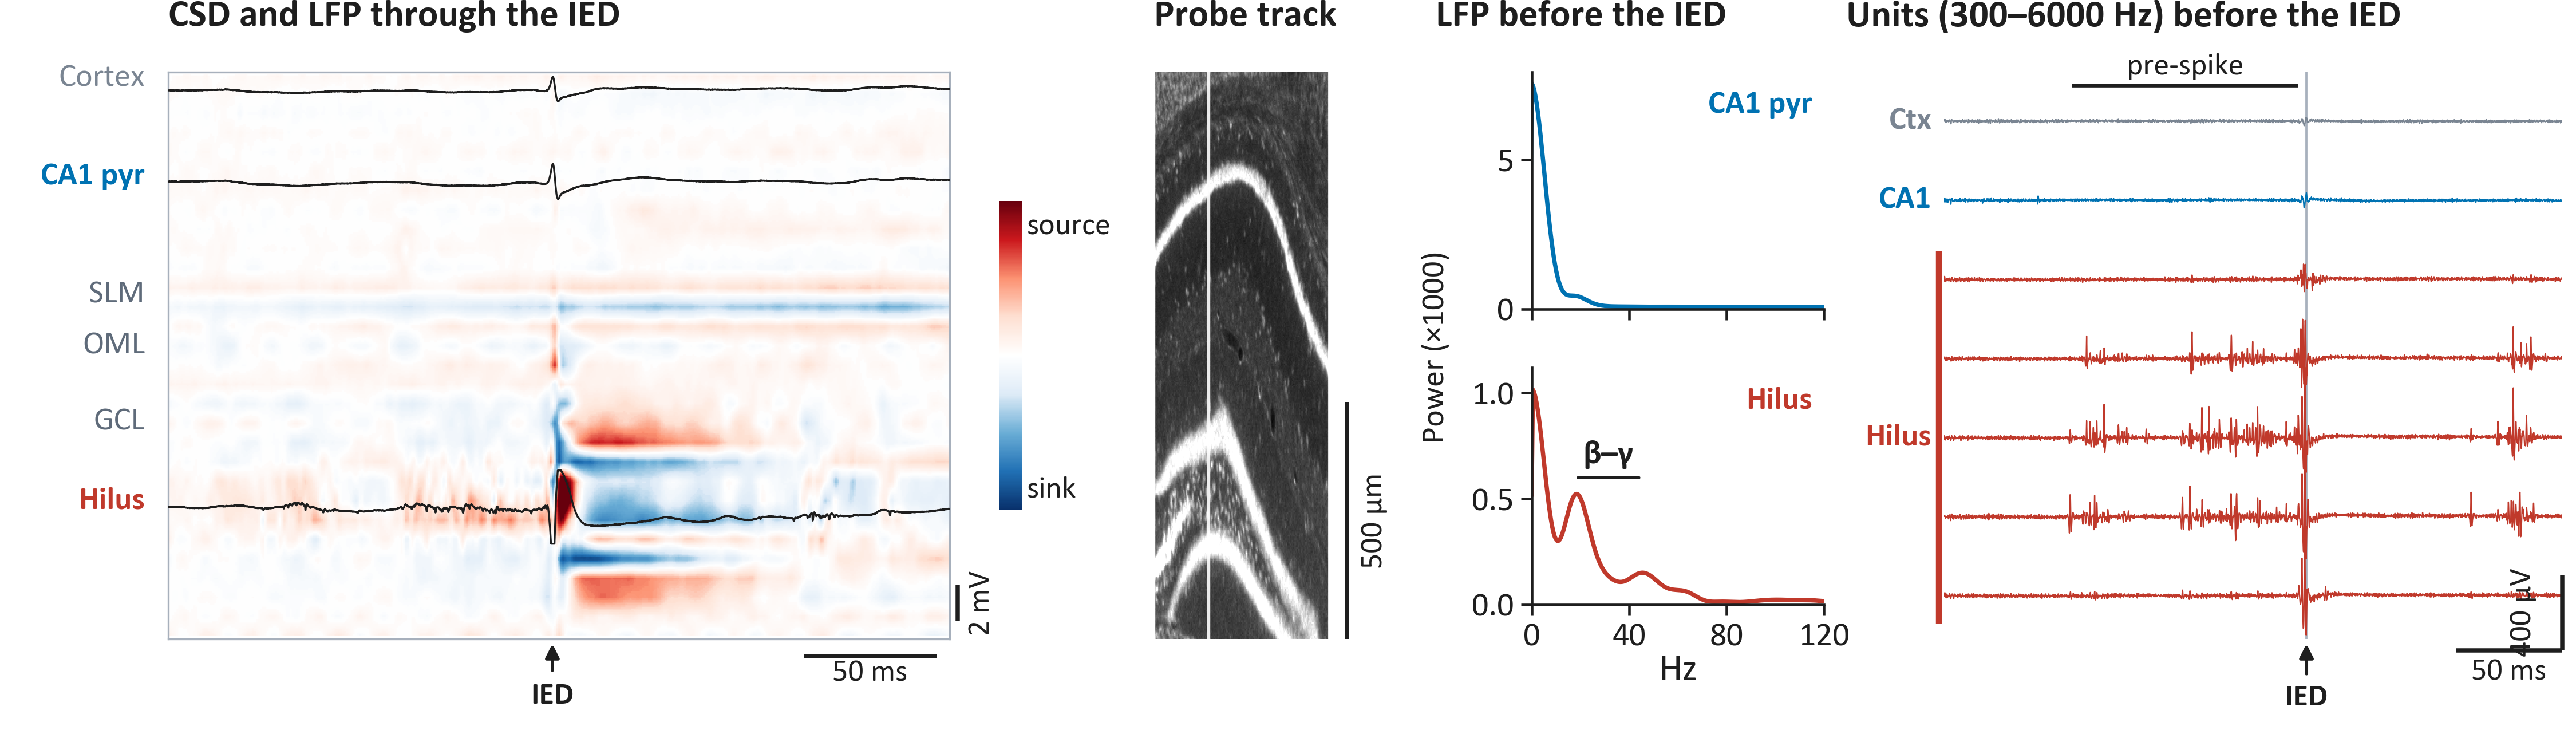 CSD and LFP through the IED
Cortex
CA1 pyr
SLM
OML
GCL
Hilus
IED
50 ms
2 mV
source
sink
Probe track
500 µm
LFP before the IED
Power (×1000)
CA1 pyr
5
0
Hilus
β–γ
1.0
0.5
0.0
0 40 80 120
Hz
Units (300–6000 Hz) before the IED
pre-spike
Ctx
CA1
Hilus
400 µV
50 ms
IED